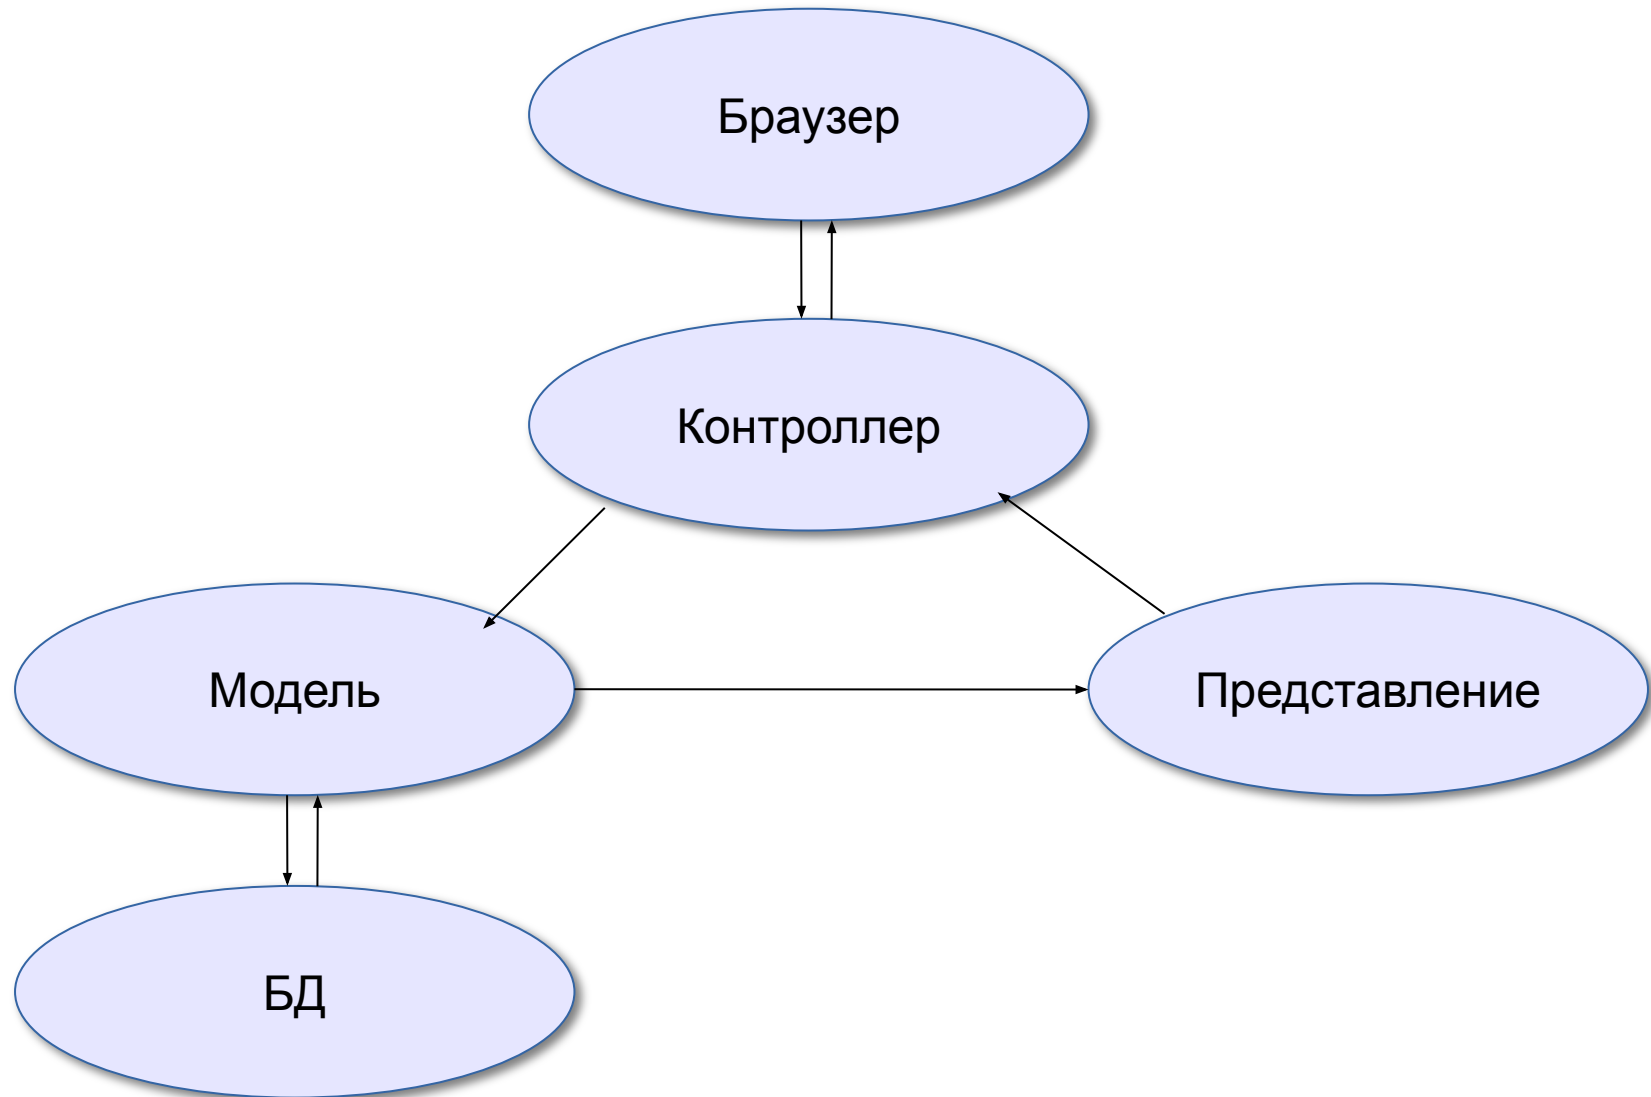 Браузер
Контроллер
Модель
Представление
БД